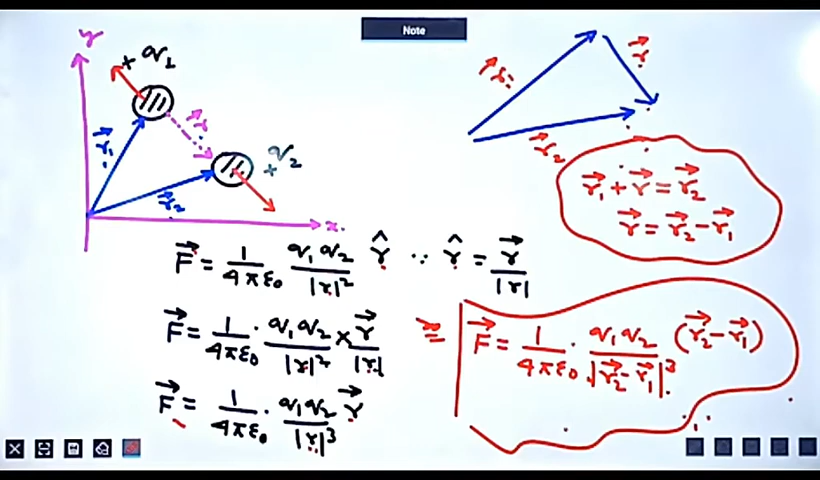 Note
y
+ q₁
r⃗₁
r⃗
q₂
+
r⃗₂
x
r⃗₁
r⃗
r⃗₂
r⃗₁ + r⃗ = r⃗₂
r⃗ = r⃗₂ - r⃗₁
F⃗ = 1/4πε₀ q₁q₂/|r|² r̂ ∵ r̂ = r⃗/|r|
F⃗ = 1/4πε₀ · q₁q₂/|r|² × r⃗/|r|
F⃗ = 1/4πε₀ · q₁q₂/|r|³ r⃗
F⃗ = 1/4πε₀ · q₁q₂/|r⃗₂ - r⃗₁|³ (r⃗₂ - r⃗₁)